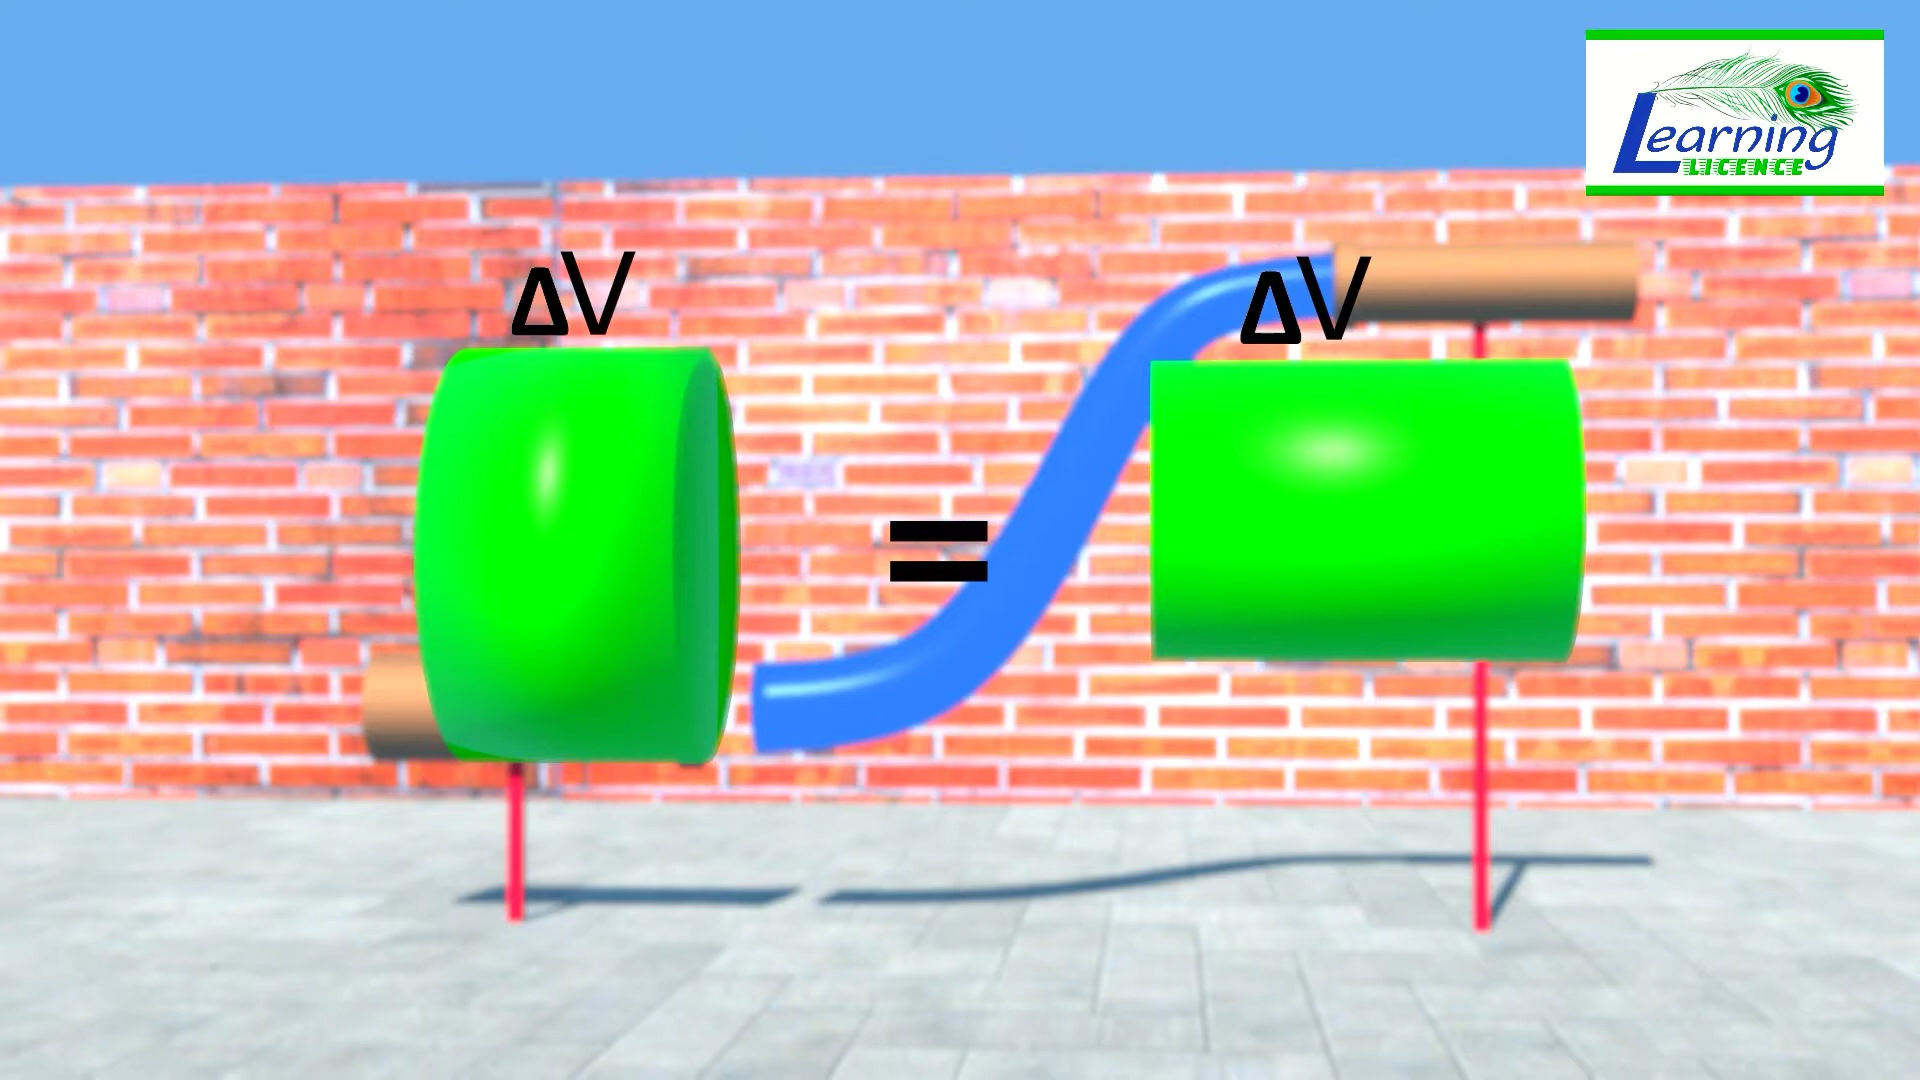 Learning
LICENCE
ΔV
ΔV
=